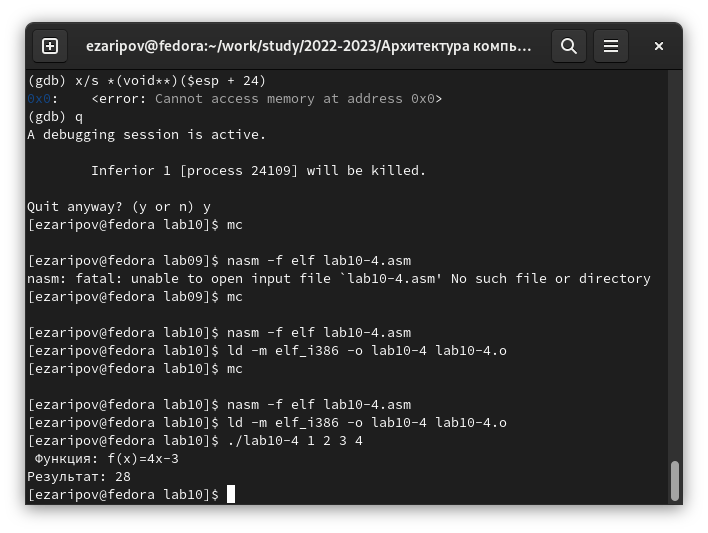 ezaripov@fedora:~/work/study/2022-2023/Архитектура компь...
(gdb) x/s *(void**)($esp + 24)
0x0:    <error: Cannot access memory at address 0x0>
(gdb) q
A debugging session is active.
        Inferior 1 [process 24109] will be killed.
Quit anyway? (y or n) y
[ezaripov@fedora lab10]$ mc
[ezaripov@fedora lab09]$ nasm -f elf lab10-4.asm
nasm: fatal: unable to open input file `lab10-4.asm' No such file or directory
[ezaripov@fedora lab09]$ mc
[ezaripov@fedora lab10]$ nasm -f elf lab10-4.asm
[ezaripov@fedora lab10]$ ld -m elf_i386 -o lab10-4 lab10-4.o
[ezaripov@fedora lab10]$ mc
[ezaripov@fedora lab10]$ nasm -f elf lab10-4.asm
[ezaripov@fedora lab10]$ ld -m elf_i386 -o lab10-4 lab10-4.o
[ezaripov@fedora lab10]$ ./lab10-4 1 2 3 4
 Функция: f(x)=4x-3
Результат: 28
[ezaripov@fedora lab10]$